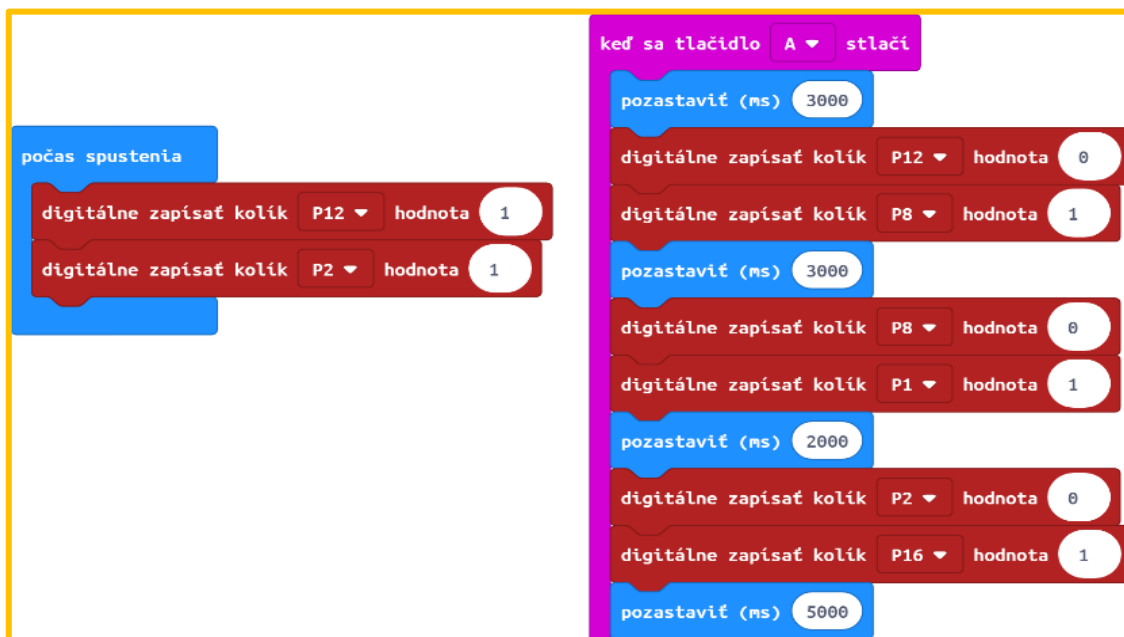 počas spustenia
digitálne zapísať kolík P12 hodnota 1
digitálne zapísať kolík P2 hodnota 1
keď sa tlačidlo A stlačí
pozastaviť (ms) 3000
digitálne zapísať kolík P12 hodnota 0
digitálne zapísať kolík P8 hodnota 1
pozastaviť (ms) 3000
digitálne zapísať kolík P8 hodnota 0
digitálne zapísať kolík P1 hodnota 1
pozastaviť (ms) 2000
digitálne zapísať kolík P2 hodnota 0
digitálne zapísať kolík P16 hodnota 1
pozastaviť (ms) 5000